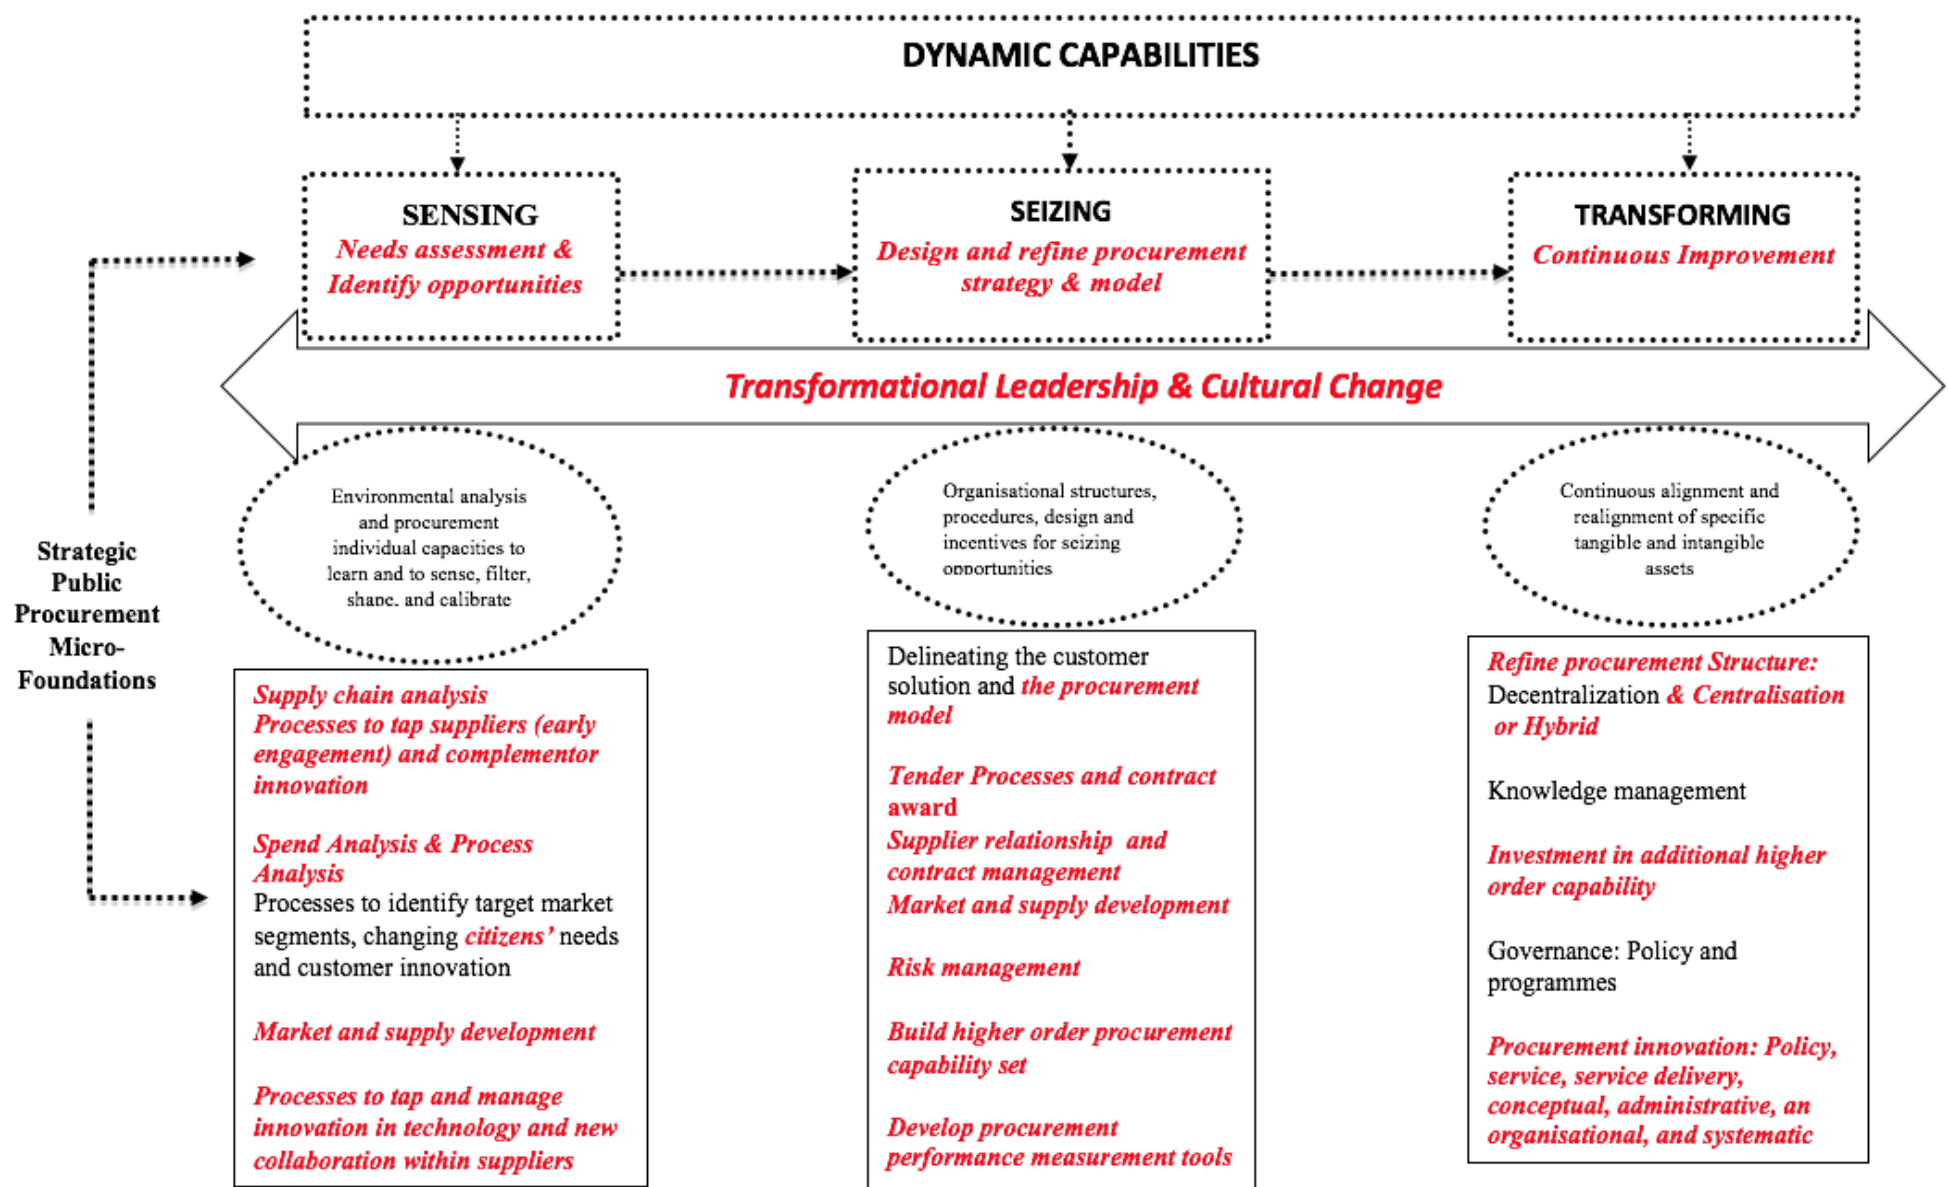 DYNAMIC CAPABILITIES
SENSING
Needs assessment &
Identify opportunities
SEIZING
Design and refine procurement
strategy & model
TRANSFORMING
Continuous Improvement
Transformational Leadership & Cultural Change
Strategic
Public
Procurement
Micro-
Foundations
Environmental analysis
and procurement
individual capacities to
learn and to sense, filter,
shape, and calibrate
Organisational structures,
procedures, design and
incentives for seizing
opportunities
Continuous alignment and
realignment of specific
tangible and intangible
assets
Supply chain analysis
Processes to tap suppliers (early
engagement) and complementor
innovation
Spend Analysis & Process
Analysis
Processes to identify target market
segments, changing citizens' needs
and customer innovation
Market and supply development
Processes to tap and manage
innovation in technology and new
collaboration within suppliers
Delineating the customer
solution and the procurement
model
Tender Processes and contract
award
Supplier relationship and
contract management
Market and supply development
Risk management
Build higher order procurement
capability set
Develop procurement
performance measurement tools
Refine procurement Structure:
Decentralization & Centralisation
or Hybrid
Knowledge management
Investment in additional higher
order capability
Governance: Policy and
programmes
Procurement innovation: Policy,
service, service delivery,
conceptual, administrative, an
organisational, and systematic